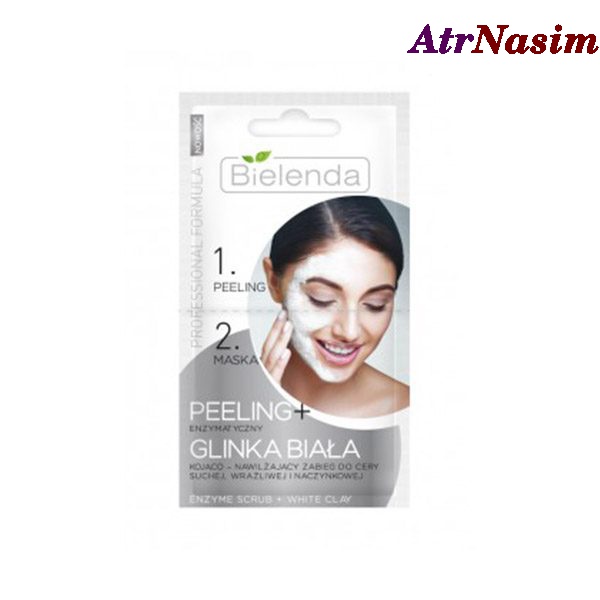 AtrNasim
NOWOŚĆ
PROFESSIONAL FORMULA
Bielenda
1.
PEELING
2.
MASKA
PEELING+
ENZYMATYCZNY
GLINKA BIAŁA
KOJĄCO – NAWILŻAJĄCY ZABIEG DO CERY
SUCHEJ, WRAŻLIWEJ I NACZYNKOWEJ
ENZYME SCRUB + WHITE CLAY